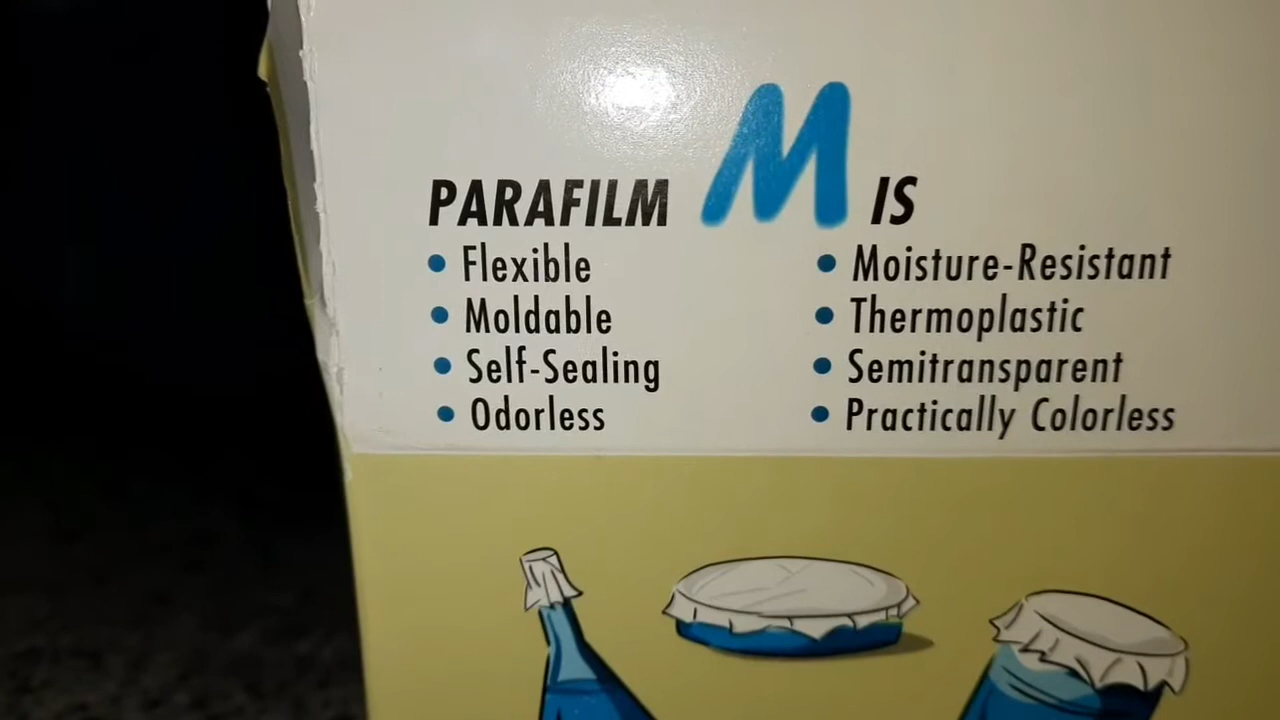 PARAFILM M IS
• Flexible
• Moldable
• Self-Sealing
• Odorless
• Moisture-Resistant
• Thermoplastic
• Semitransparent
• Practically Colorless